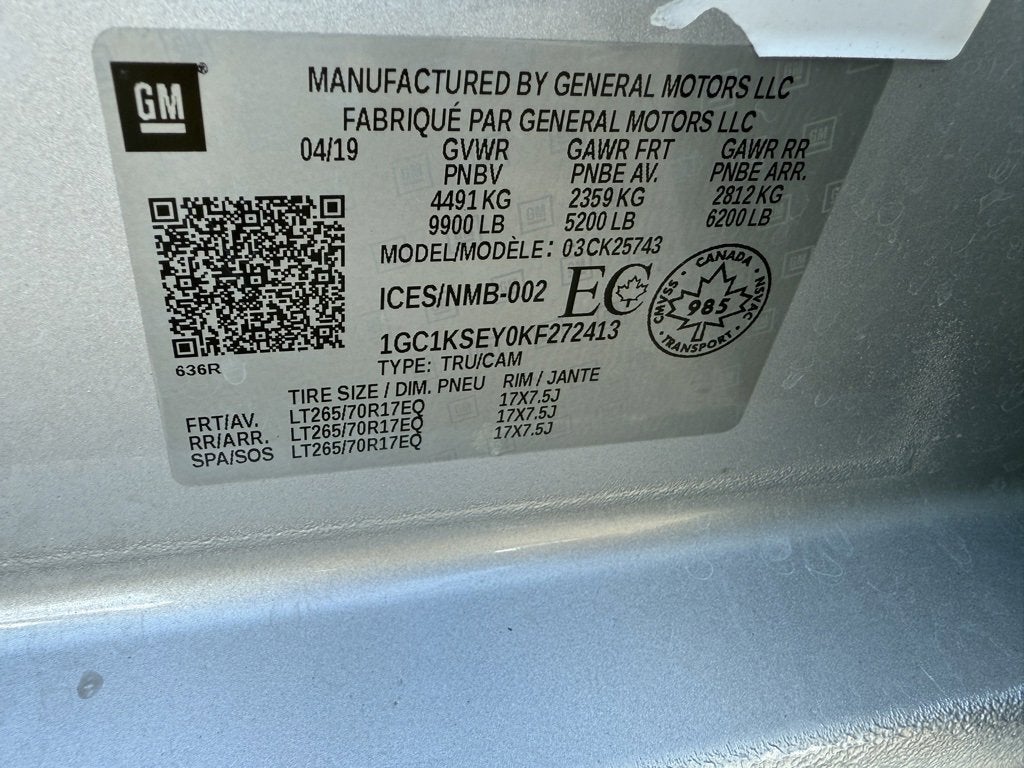 GM®
MANUFACTURED BY GENERAL MOTORS LLC
FABRIQUÉ PAR GENERAL MOTORS LLC
04/19 GVWR GAWR FRT GAWR RR
PNBV PNBE AV. PNBE ARR.
4491 KG 2359 KG 2812 KG
9900 LB 5200 LB 6200 LB
MODEL/MODÈLE: 03CK25743
ICES/NMB-002 EC
CANADA
CMVSS NSVAC
985
TRANSPORT
1GC1KSEY0KF272413
636R
TYPE: TRU/CAM
TIRE SIZE / DIM. PNEU RIM / JANTE
FRT/AV. LT265/70R17EQ 17X7.5J
RR/ARR. LT265/70R17EQ 17X7.5J
SPA/SOS LT265/70R17EQ 17X7.5J